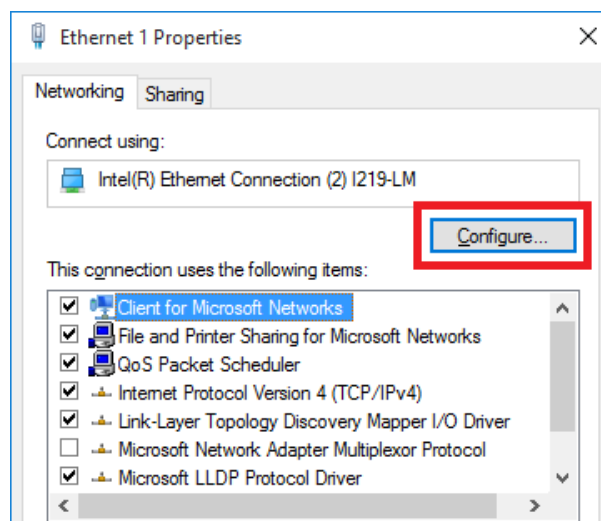 Ethernet 1 Properties
Networking
Sharing
Connect using:
Intel(R) Ethernet Connection (2) I219-LM
Configure...
This connection uses the following items:
Client for Microsoft Networks
File and Printer Sharing for Microsoft Networks
QoS Packet Scheduler
Internet Protocol Version 4 (TCP/IPv4)
Link-Layer Topology Discovery Mapper I/O Driver
Microsoft Network Adapter Multiplexor Protocol
Microsoft LLDP Protocol Driver